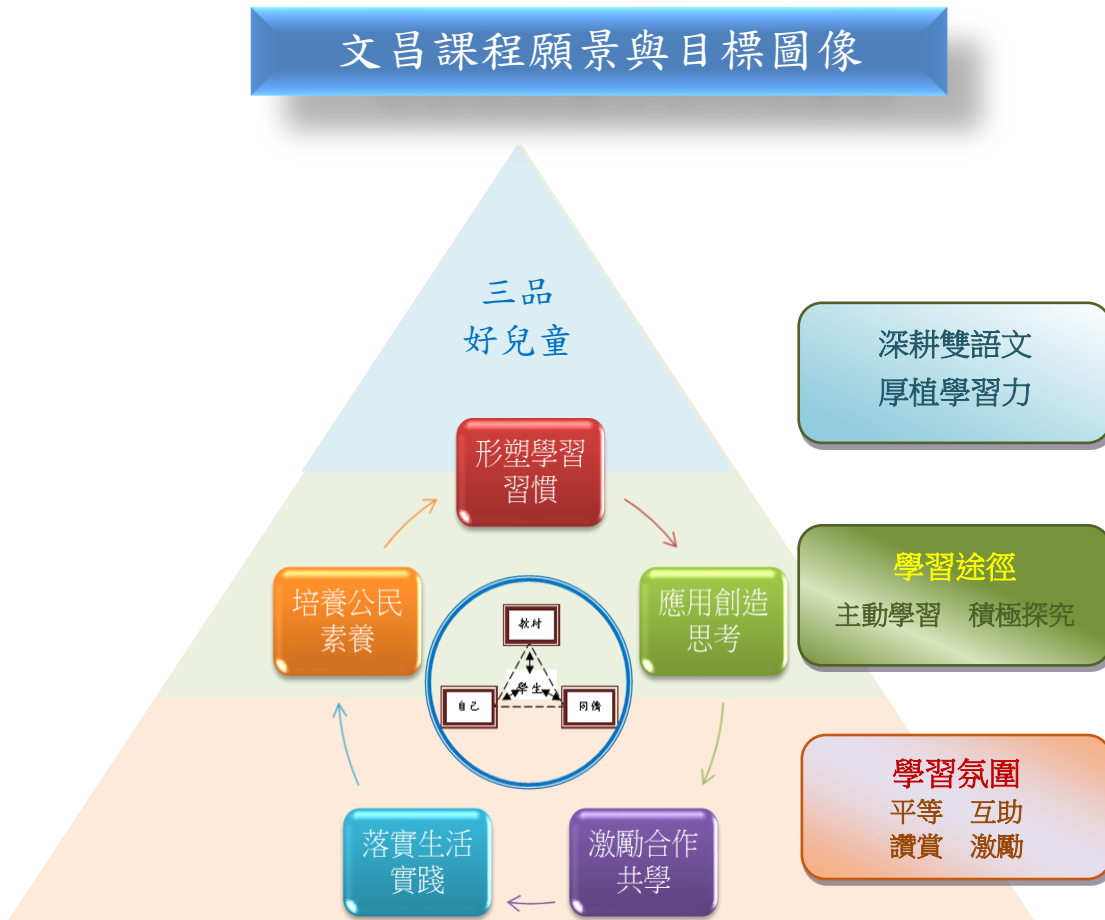 文昌課程願景與目標圖像
三品
好兒童
深耕雙語文
厚植學習力
形塑學習
習慣
培養公民
素養
應用創造
思考
學習途徑
主動學習 積極探究
教材
學生
自己
同儕
學習氛圍
平等 互助
讚賞 激勵
落實生活
實踐
激勵合作
共學